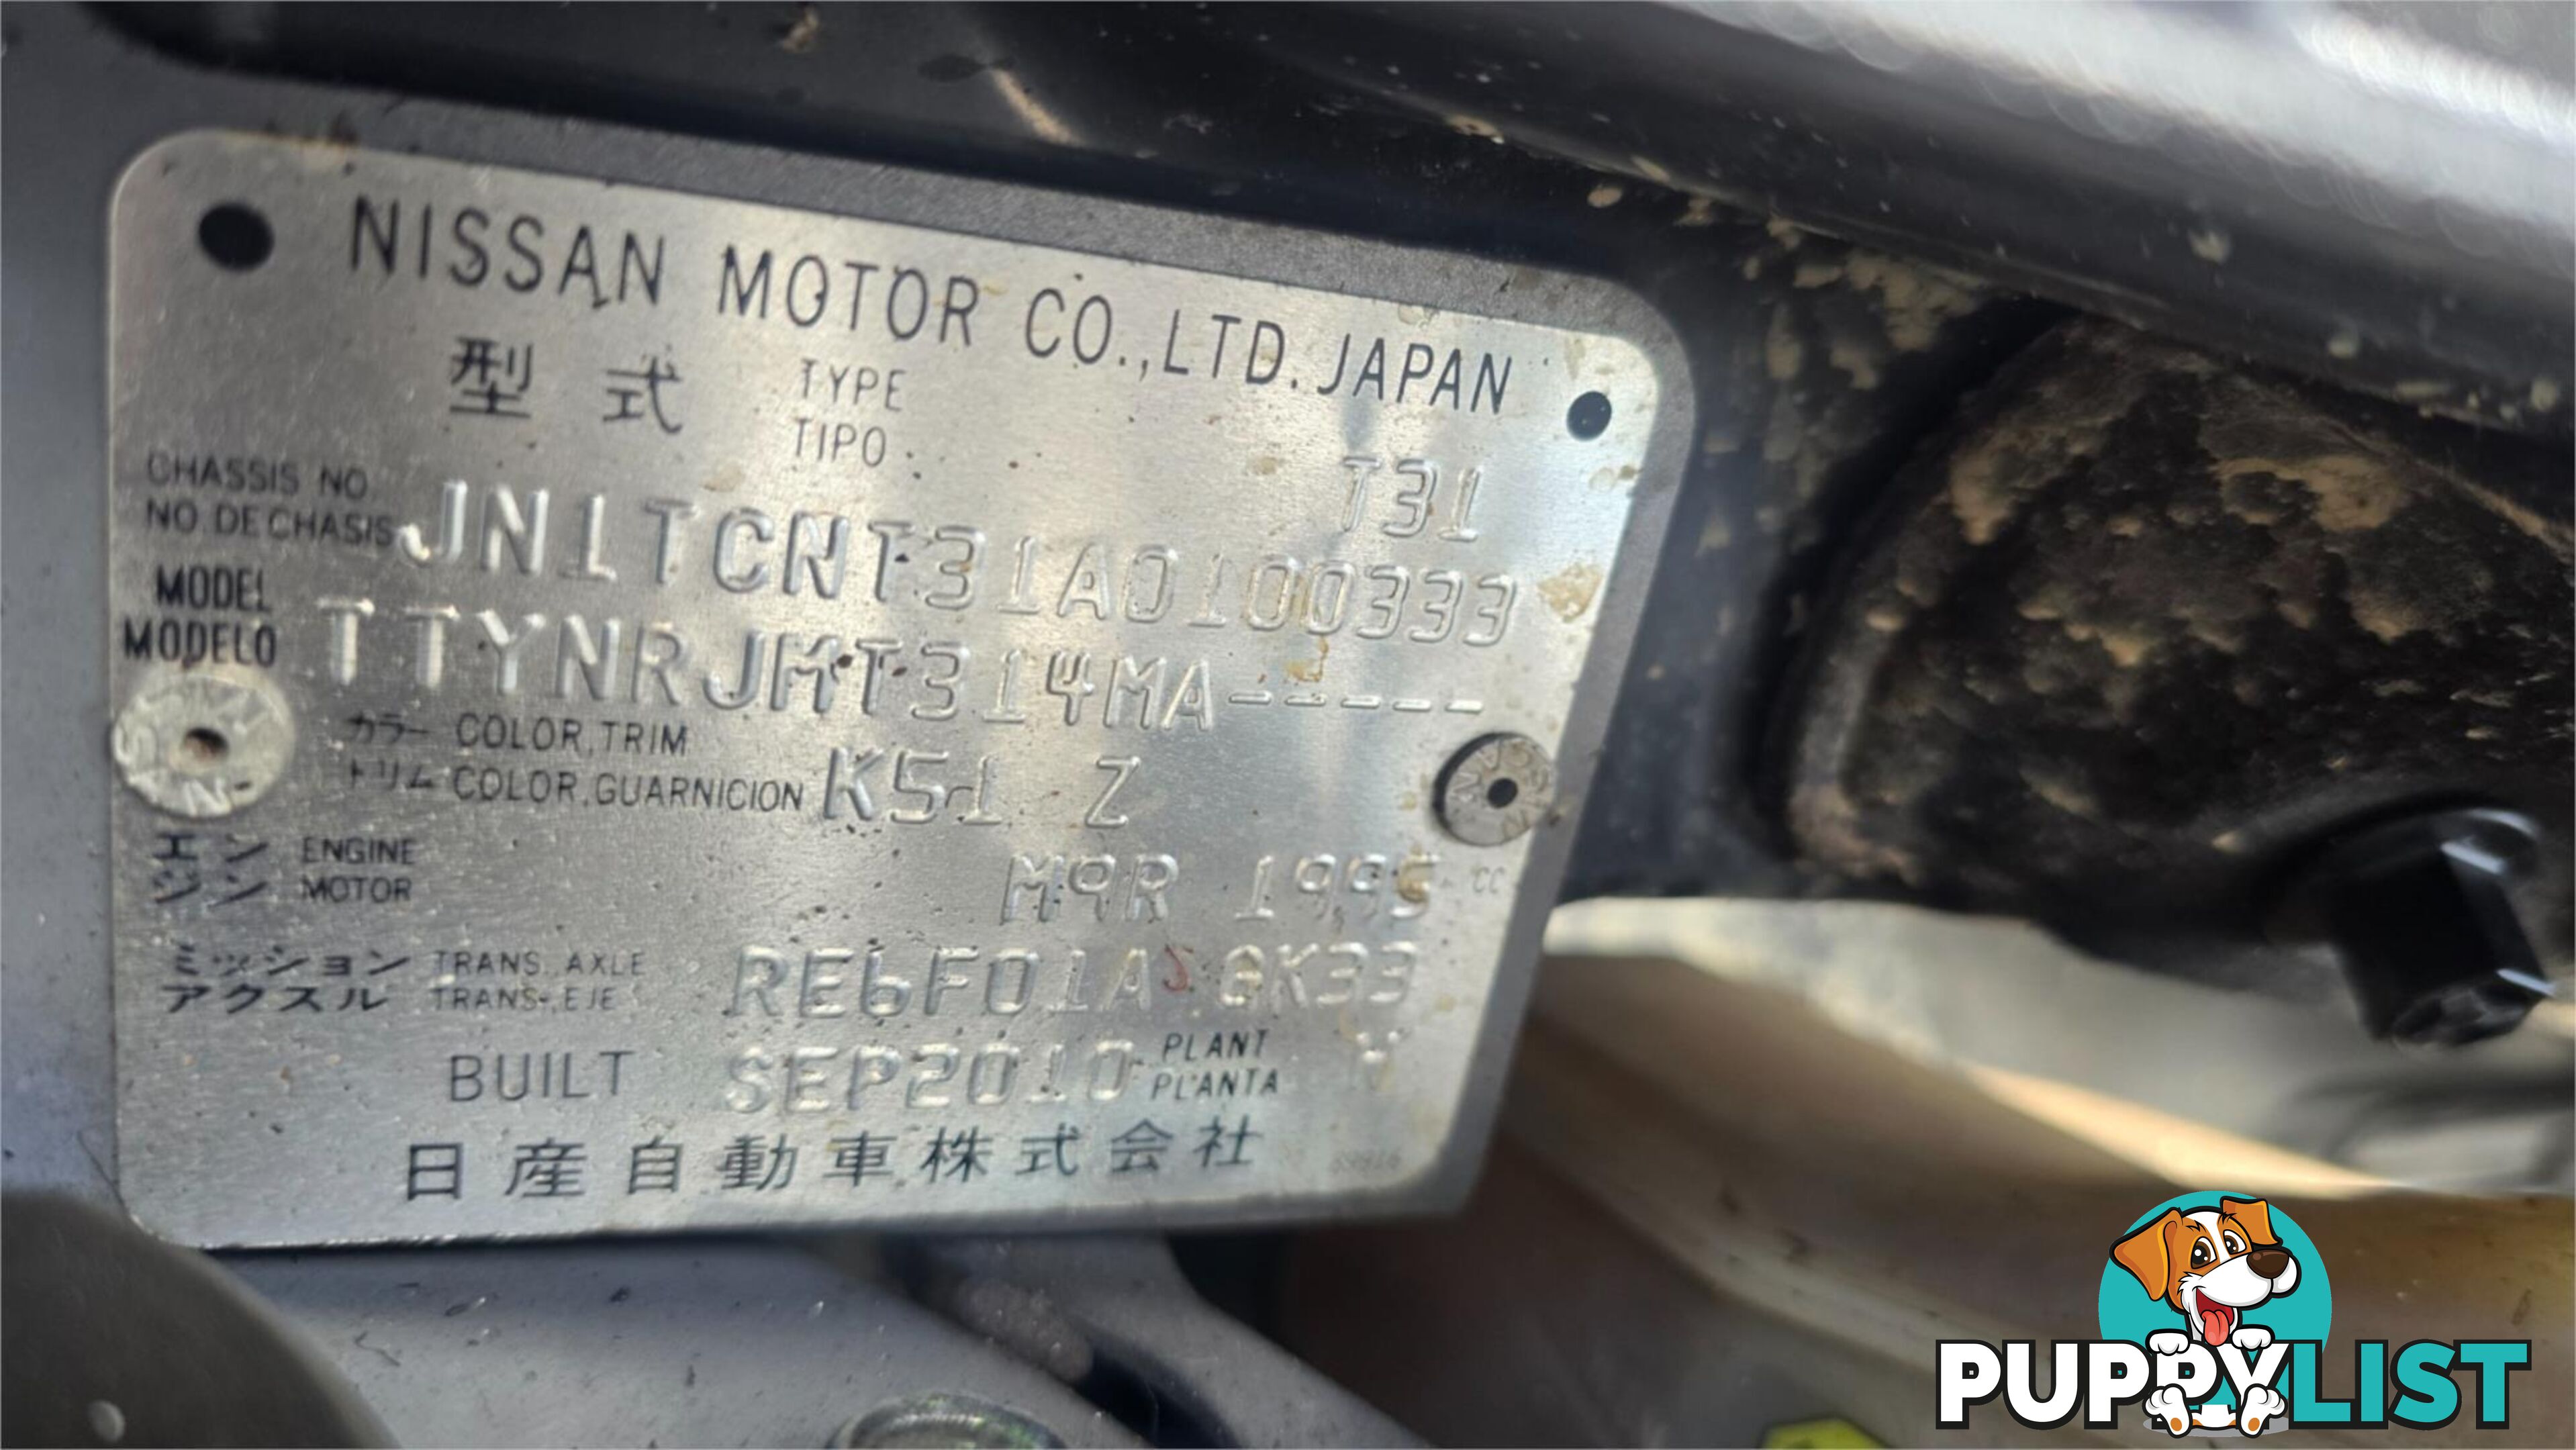 NISSAN MOTOR CO.,LTD. JAPAN
型 式 TYPE
TIPO
T31
CHASSIS NO
NO DE CHASIS JN1TCNT31A0100333
MODEL
MODELO TTYNRJMT314MA-----
カラー COLOR,TRIM
トリム COLOR,GUARNICION K51 Z
エン ENGINE
ジン MOTOR
M9R 1995 CC
ミッション TRANS. AXLE
アクスル TRANS-,EJE
RE6F01A GK33
BUILT SEP2010 PLANT
PLANTA
日産自動車株式会社
PUPPYLIST